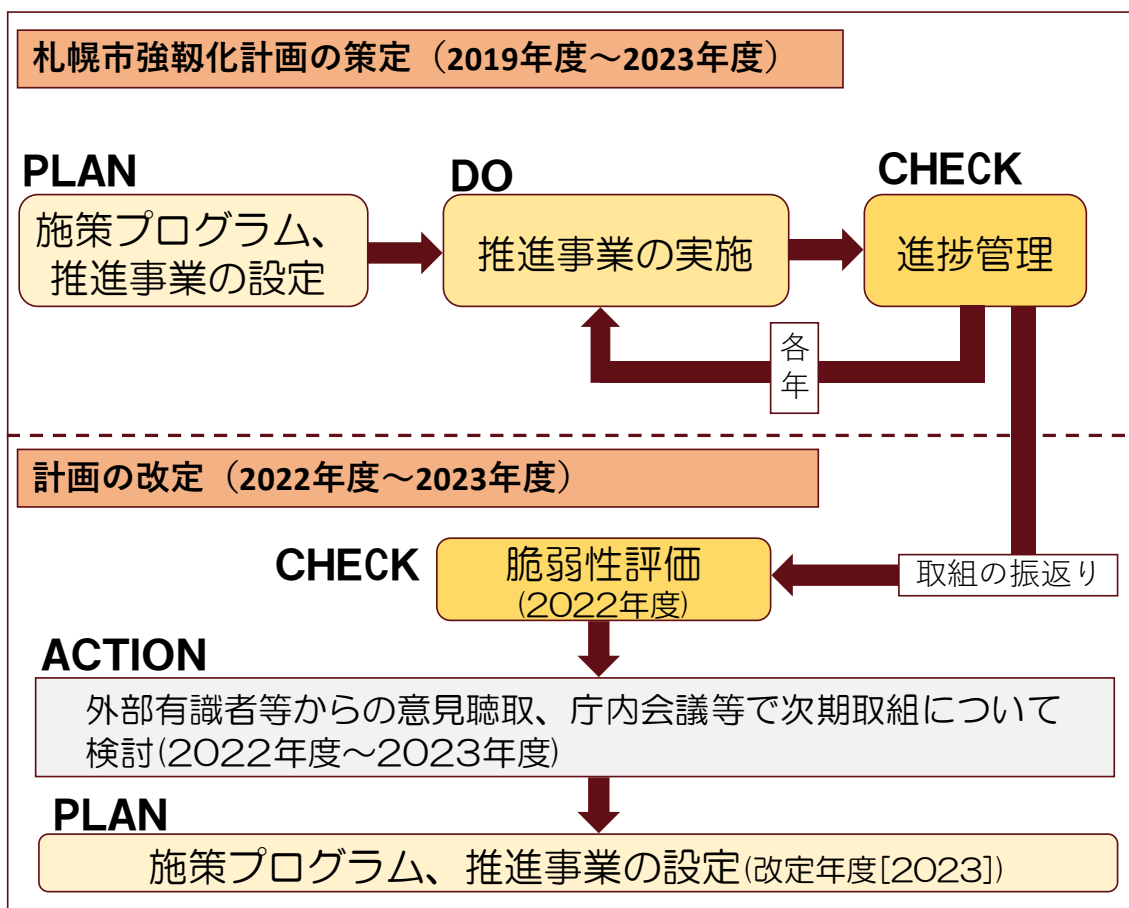 札幌市強靱化計画の策定（2019年度～2023年度）
PLAN
施策プログラム、
推進事業の設定
DO
推進事業の実施
CHECK
進捗管理
各
年
計画の改定（2022年度～2023年度）
CHECK
脆弱性評価
(2022年度)
取組の振返り
ACTION
外部有識者等からの意見聴取、庁内会議等で次期取組について
検討(2022年度～2023年度)
PLAN
施策プログラム、推進事業の設定(改定年度[2023])